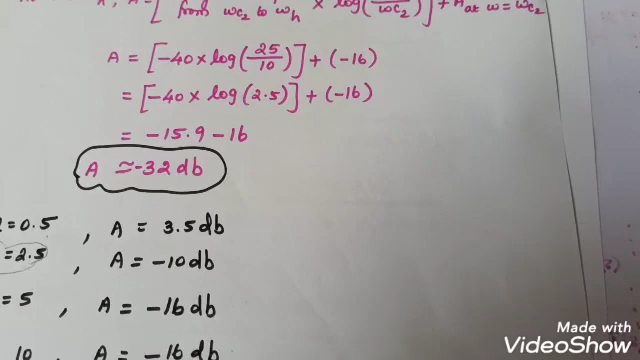 from ωc2 to ωh × log( /ωc2)] + A at ω = ωc2
A = [-40 × log(25/10)] + (-16)
= [-40 × log(2.5)] + (-16)
= -15.9 - 16
A ≃ -32 db
= 0.5, A = 3.5 db
= 2.5, A = -10 db
= 5, A = -16 db
10, A = -16 db
Made with
VideoShow